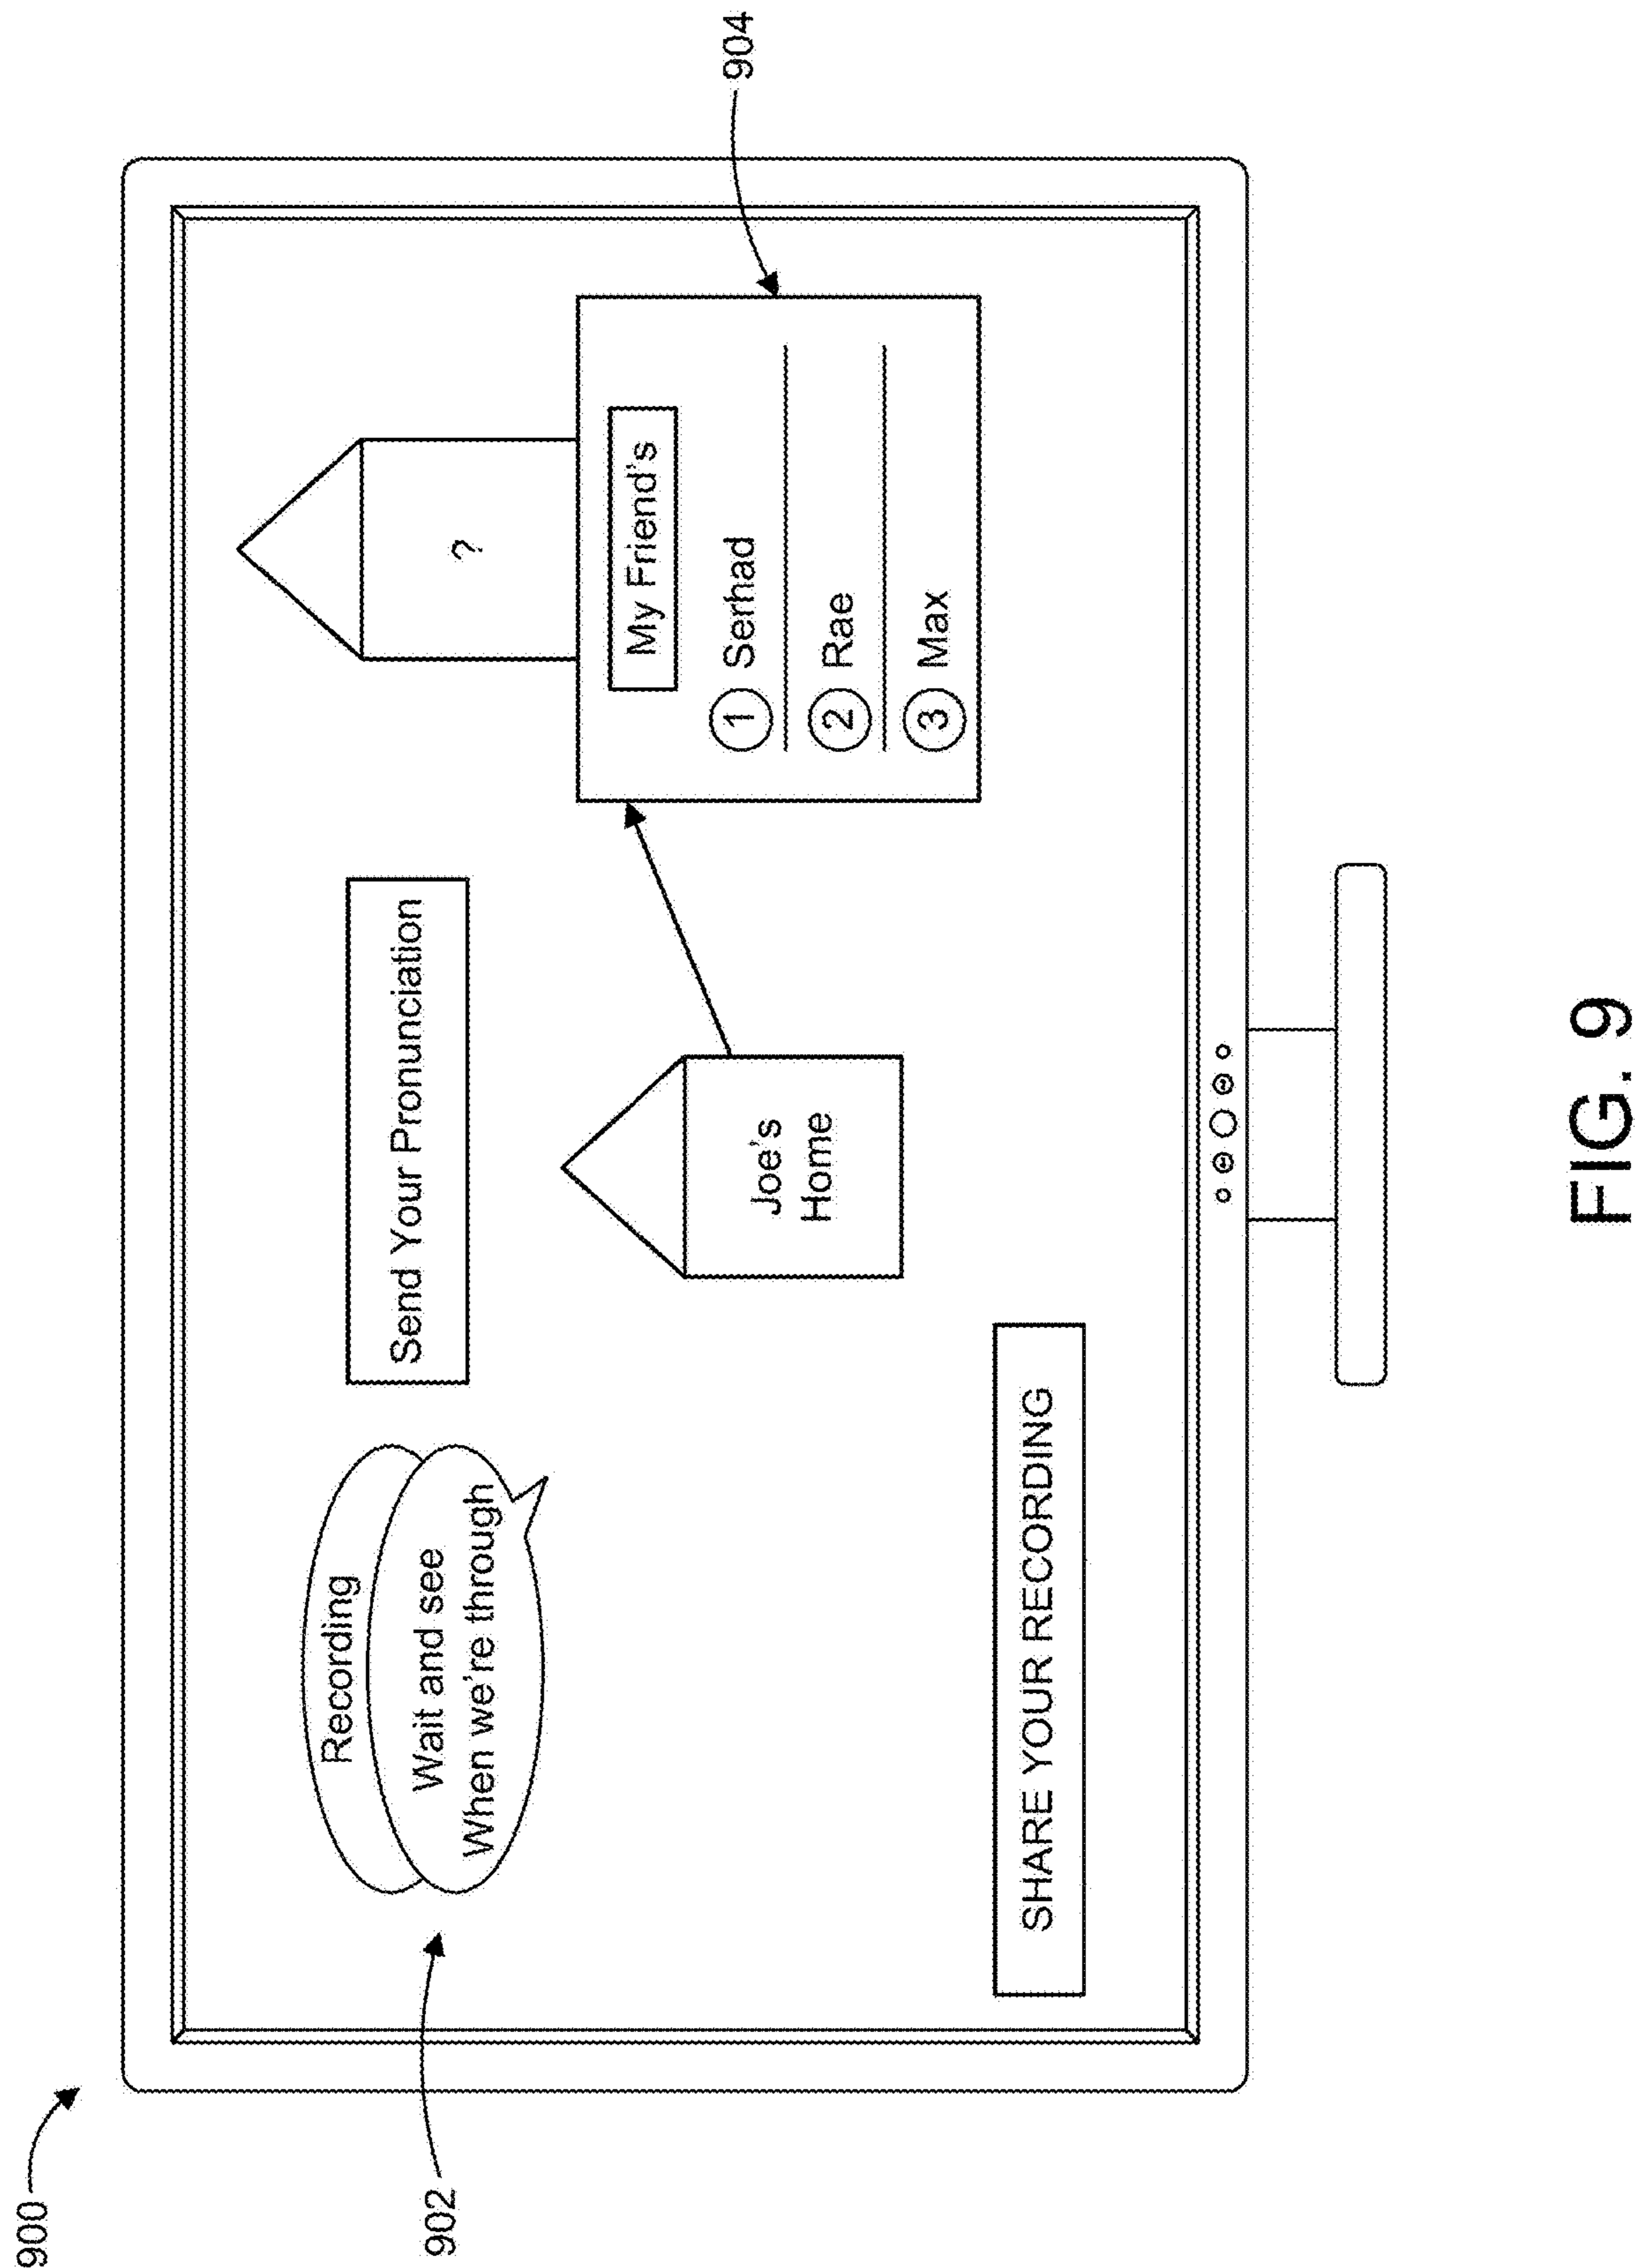 900
902
904
Recording
Wait and see
When we're through
Send Your Pronunciation
Joe's
Home
?
My Friend's
1 Serhad
2 Rae
3 Max
SHARE YOUR RECORDING
FIG. 9